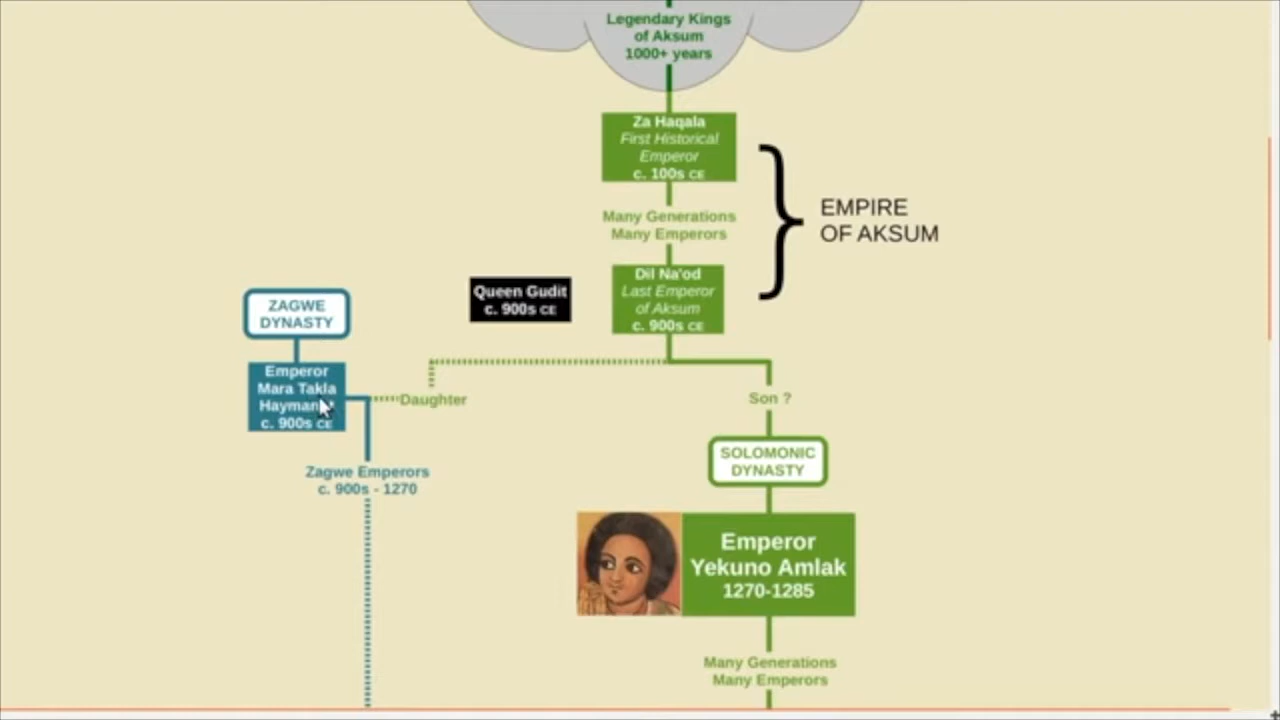 Legendary Kings
of Aksum
1000+ years
Za Haqala
First Historical
Emperor
c. 100s CE
Many Generations
Many Emperors
EMPIRE
OF AKSUM
Dil Na'od
Last Emperor
of Aksum
c. 900s CE
Queen Gudit
c. 900s CE
ZAGWE
DYNASTY
Emperor
Mara Takla
c. 900s CE
Daughter
Son ?
Zagwe Emperors
c. 900s - 1270
SOLOMONIC
DYNASTY
Emperor
Yekuno Amlak
1270-1285
Many Generations
Many Emperors